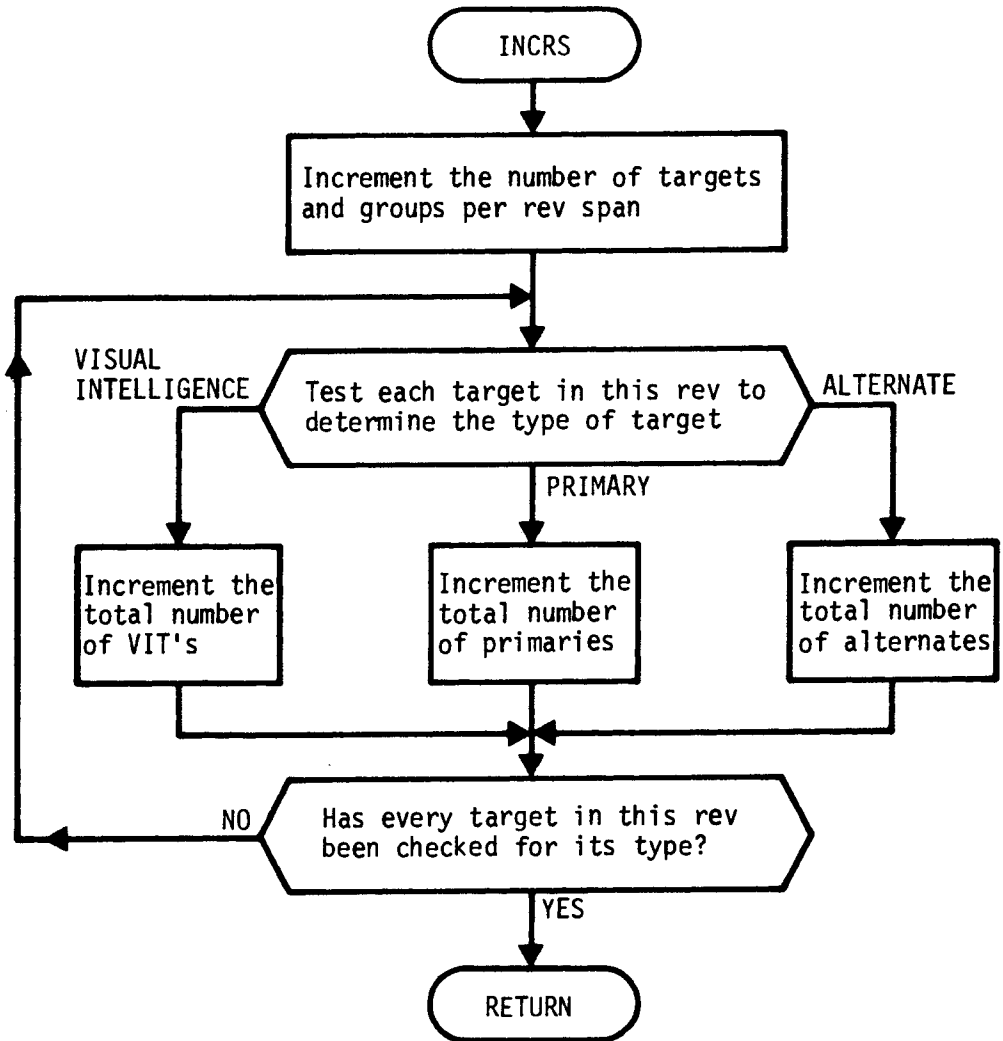 INCRS
Increment the number of targets
and groups per rev span
VISUAL
INTELLIGENCE
Test each target in this rev to
determine the type of target
ALTERNATE
PRIMARY
Increment the
total number
of VIT's
Increment the
total number
of primaries
Increment the
total number
of alternates
NO
Has every target in this rev
been checked for its type?
YES
RETURN